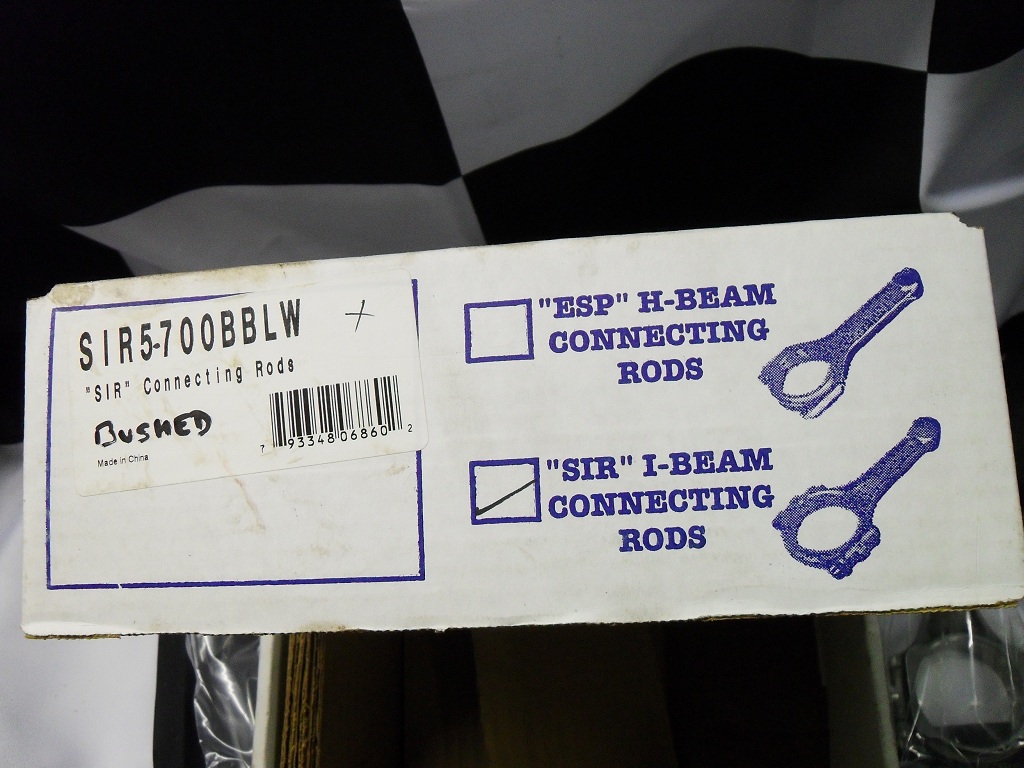 SIR5-700BBLW
"SIR" Connecting Rods
BUSHED
Made in China
7 93348 06860 2
"ESP" H-BEAM
CONNECTING
RODS
"SIR" I-BEAM
CONNECTING
RODS